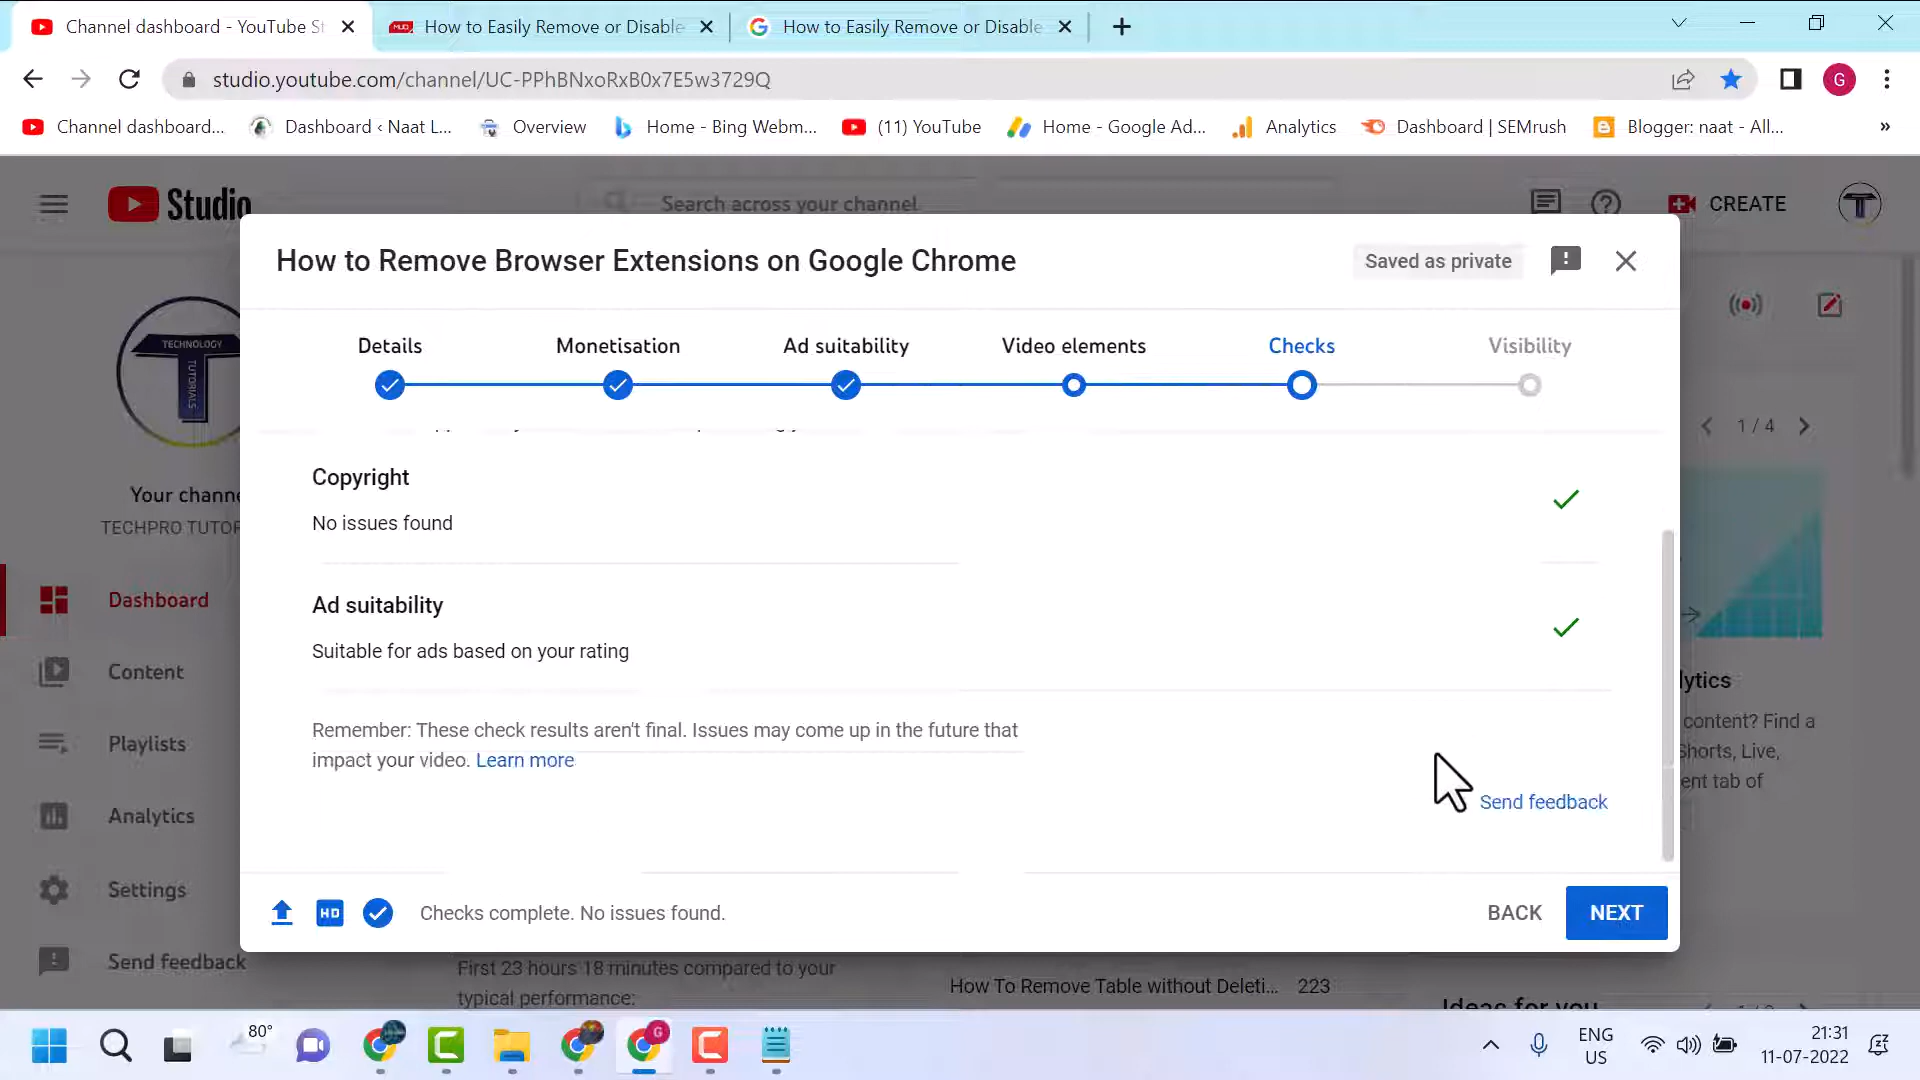 Channel dashboard - YouTube St
How to Easily Remove or Disable
How to Easily Remove or Disable
studio.youtube.com/channel/UC-PPhBNxoRxB0x7E5w3729Q
G
Channel dashboard...
Dashboard ‹ Naat L...
Overview
Home - Bing Webm...
(11) YouTube
Home - Google Ad...
Analytics
Dashboard | SEMrush
Blogger: naat - All...
»
Studio
Search across your channel
CREATE
How to Remove Browser Extensions on Google Chrome
Saved as private
Details
Monetisation
Ad suitability
Video elements
Checks
Visibility
TECHNOLOGY
TUTORIALS
1 / 4
Copyright
No issues found
Your channe
TECHPRO TUTOR
Ad suitability
Suitable for ads based on your rating
Dashboard
Content
Playlists
Analytics
Settings
Send feedback
lytics
content? Find a
Shorts, Live,
ent tab of
Remember: These check results aren't final. Issues may come up in the future that
impact your video. Learn more
Send feedback
HD
Checks complete. No issues found.
BACK
NEXT
First 23 hours 18 minutes compared to your
typical performance:
How To Remove Table without Deleti...
223
Ideas for you
80°
G
ENG
US
21:31
11-07-2022